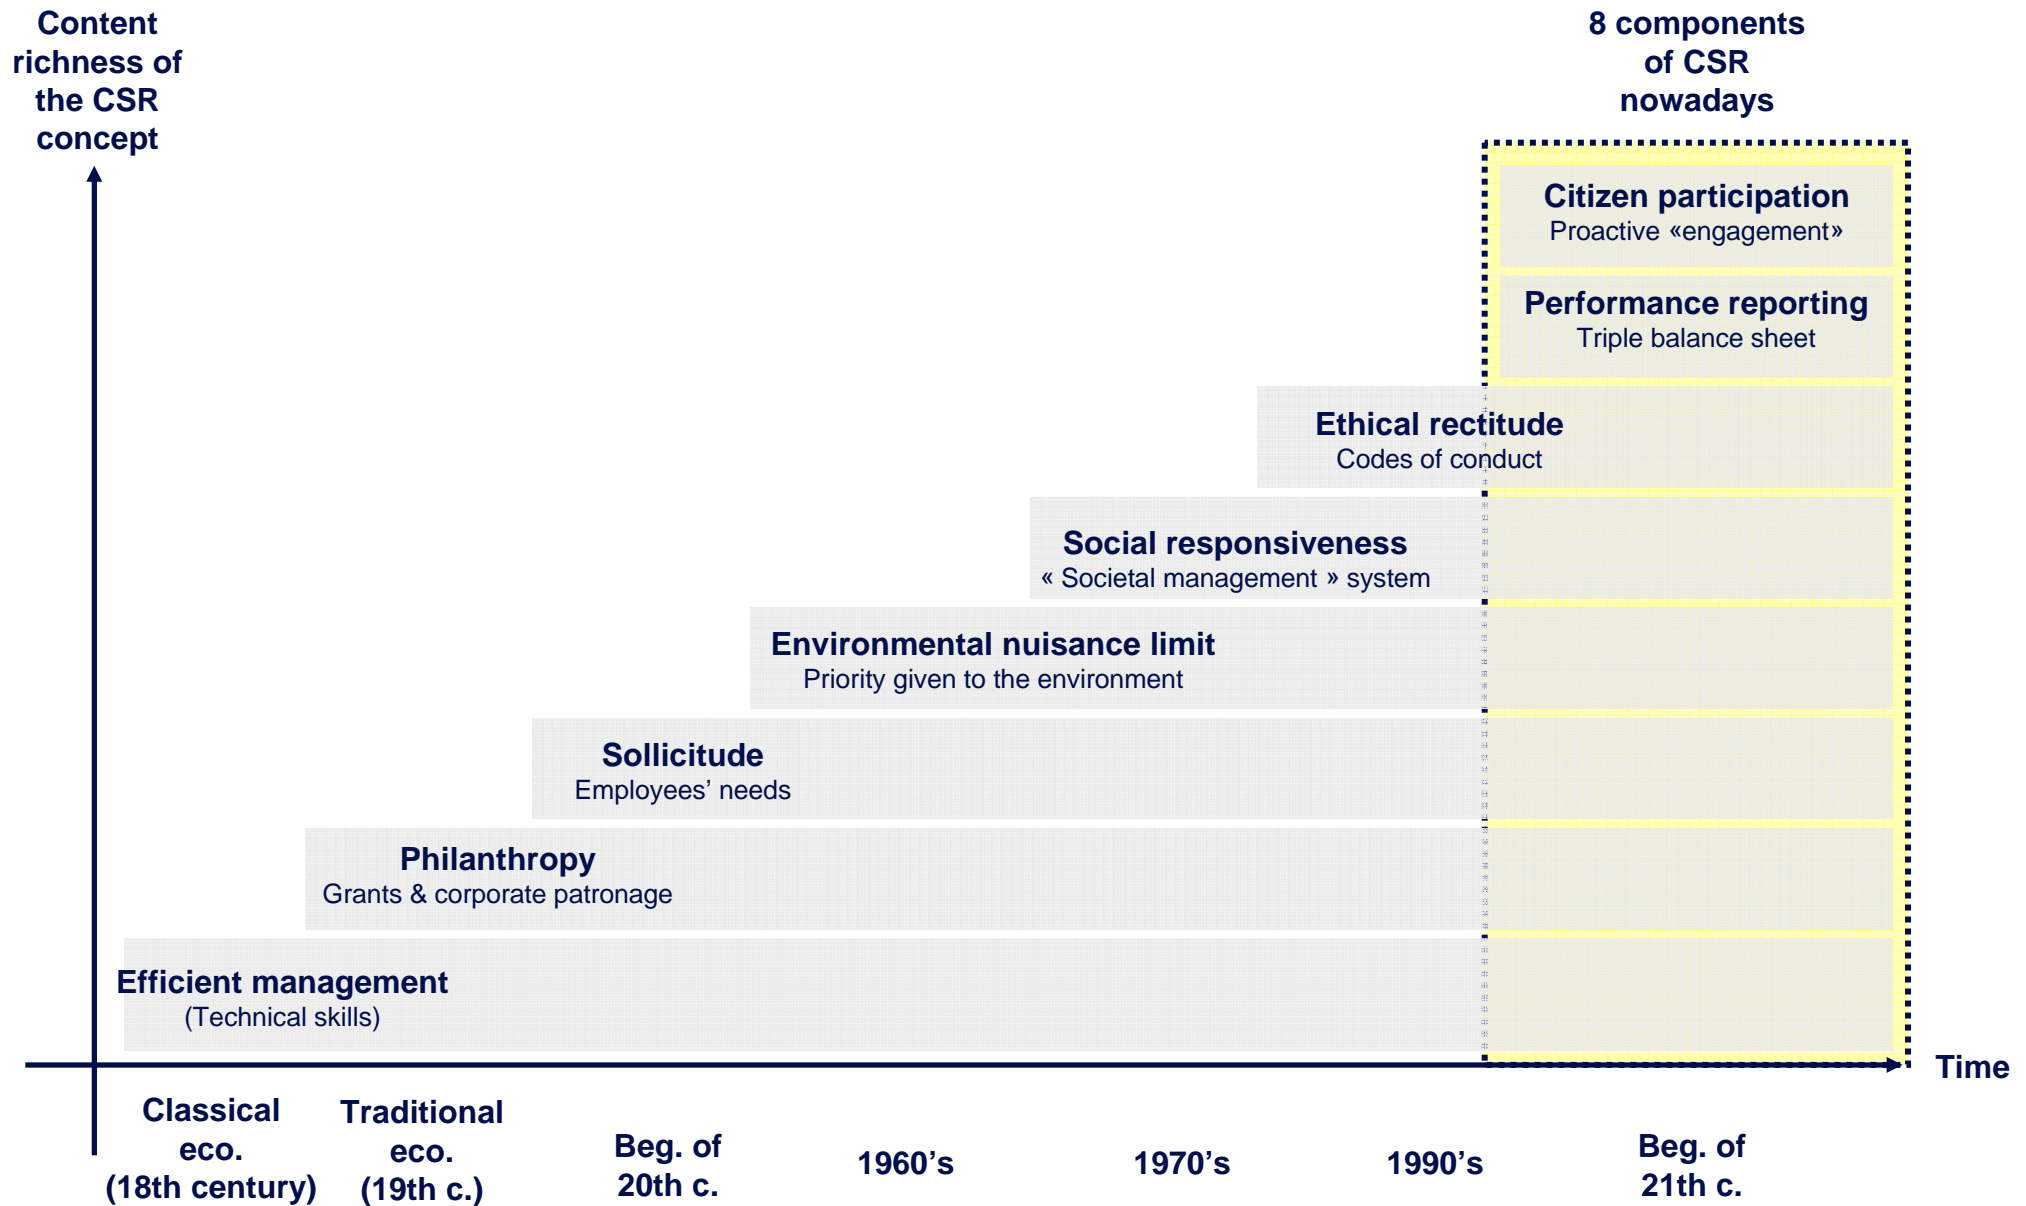 Content
richness of
the CSR
concept
8 components
of CSR
nowadays
Citizen participation
Proactive «engagement»
Performance reporting
Triple balance sheet
Ethical rectitude
Codes of conduct
Social responsiveness
« Societal management » system
Environmental nuisance limit
Priority given to the environment
Sollicitude
Employees’ needs
Philanthropy
Grants & corporate patronage
Efficient management
(Technical skills)
Time
Classical
eco.
(18th century)
Traditional
eco.
(19th c.)
Beg. of
20th c.
1960’s
1970’s
1990’s
Beg. of
21th c.